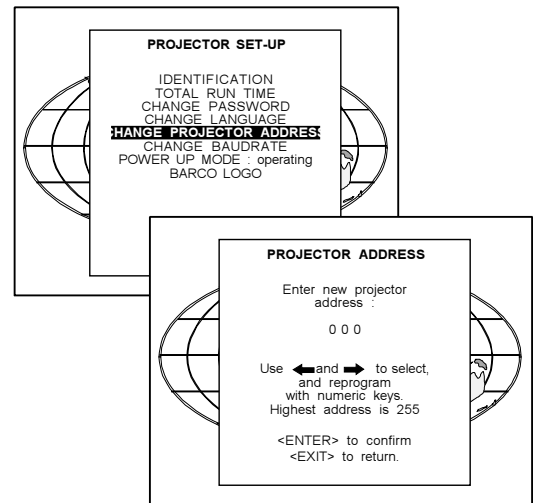 PROJECTOR SET-UP
IDENTIFICATION
TOTAL RUN TIME
CHANGE PASSWORD
CHANGE LANGUAGE
CHANGE PROJECTOR ADDRESS
CHANGE BAUDRATE
POWER UP MODE : operating
BARCO LOGO
PROJECTOR ADDRESS
Enter new projector
address :
0 0 0
Use ⬅ and ➡ to select,
and reprogram
with numeric keys.
Highest address is 255
<ENTER> to confirm
<EXIT> to return.